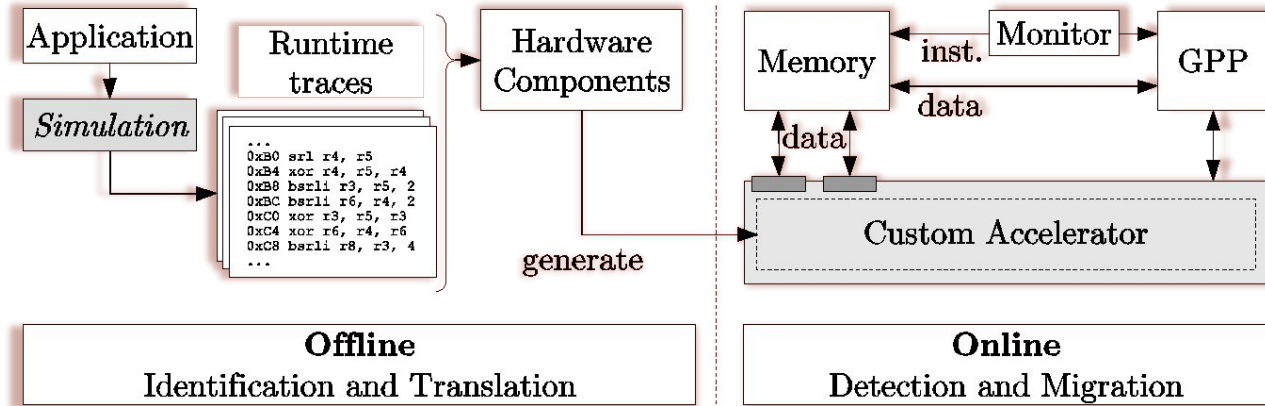 Application
Simulation
Runtime
traces
...
0xB0 srl r4, r5
0xB4 xor r4, r5, r4
0xB8 bsrli r3, r5, 2
0xBC bsrli r6, r4, 2
0xC0 xor r3, r5, r3
0xC4 xor r6, r4, r6
0xC8 bsrli r8, r3, 4
...
Hardware
Components
generate
Memory
inst.
Monitor
GPP
data
data
Custom Accelerator
Offline
Identification and Translation
Online
Detection and Migration